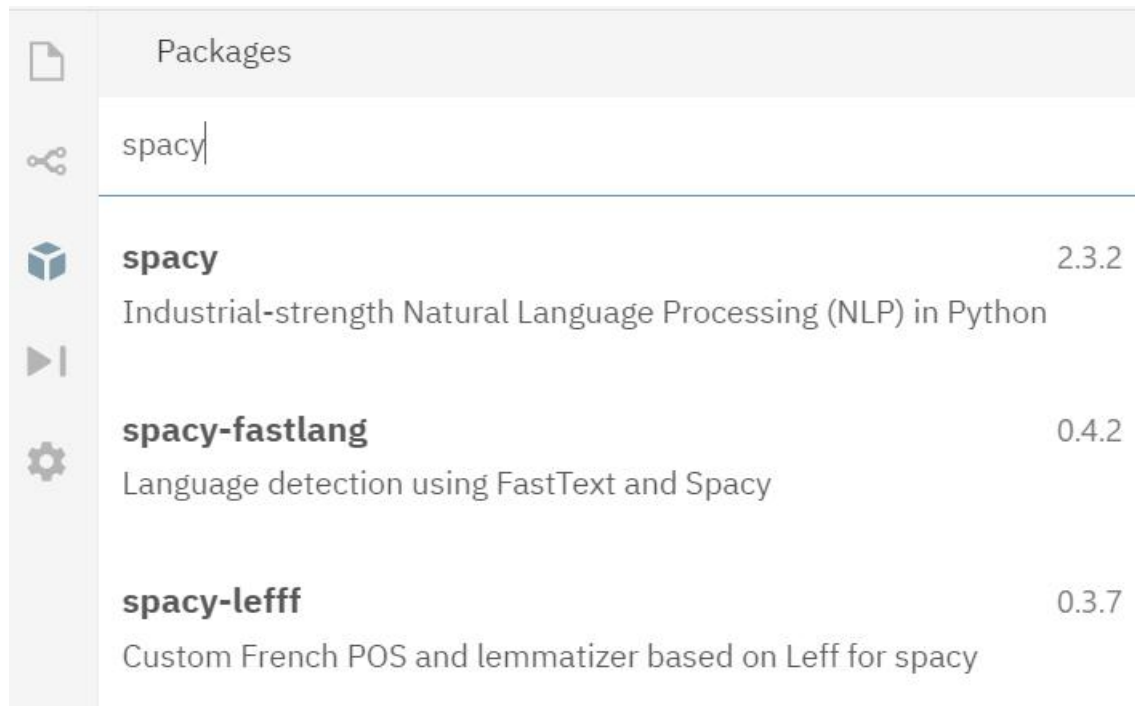 Packages
spacy
spacy 2.3.2
Industrial-strength Natural Language Processing (NLP) in Python
spacy-fastlang 0.4.2
Language detection using FastText and Spacy
spacy-lefff 0.3.7
Custom French POS and lemmatizer based on Leff for spacy